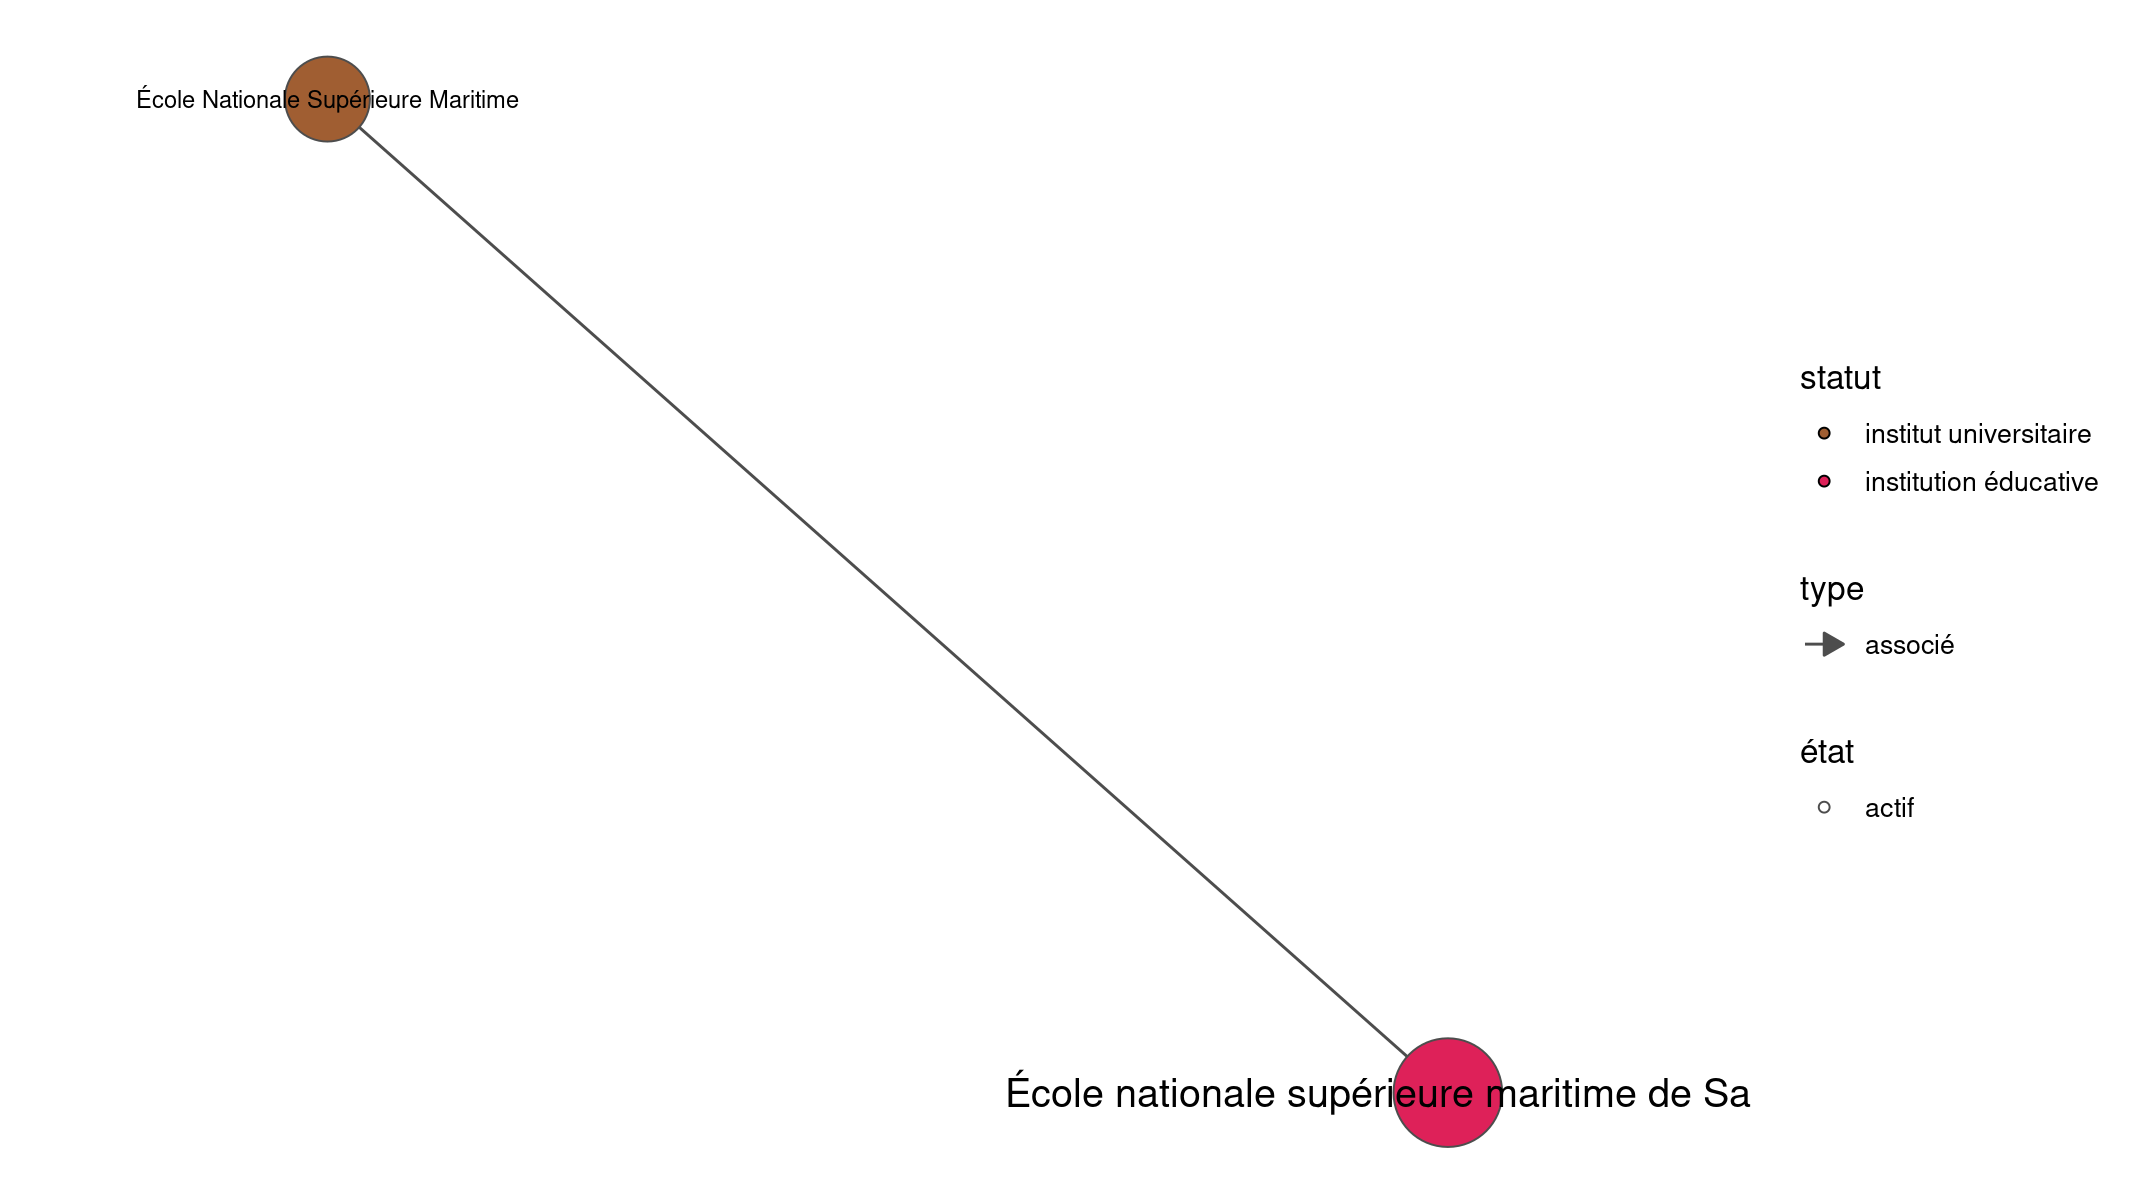 École Nationale Supérieure Maritime
statut
institut universitaire
institution éducative
type
associé
état
actif
École nationale supérieure maritime de Sa